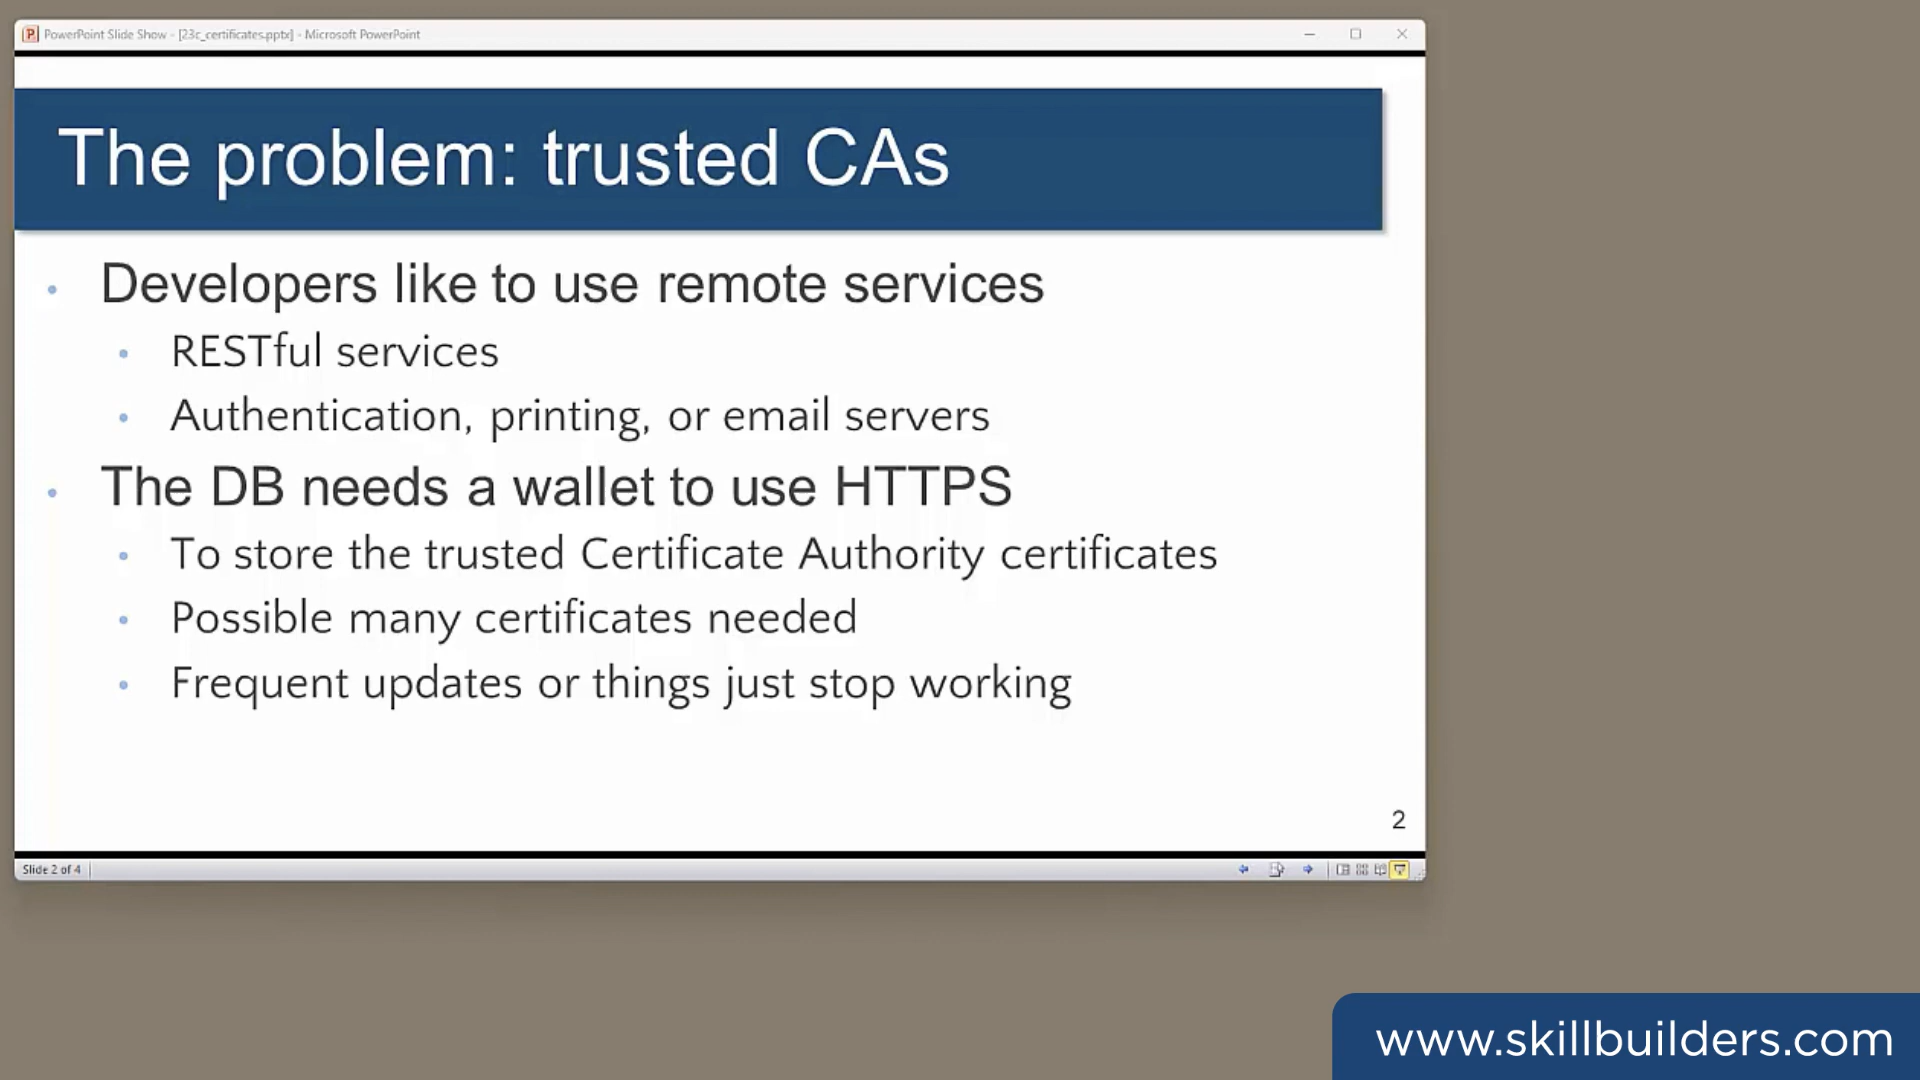 PowerPoint Slide Show - [23c_certificates.pptx] - Microsoft PowerPoint
The problem: trusted CAs
Developers like to use remote services
RESTful services
Authentication, printing, or email servers
The DB needs a wallet to use HTTPS
To store the trusted Certificate Authority certificates
Possible many certificates needed
Frequent updates or things just stop working
2
Slide 2 of 4
www.skillbuilders.com